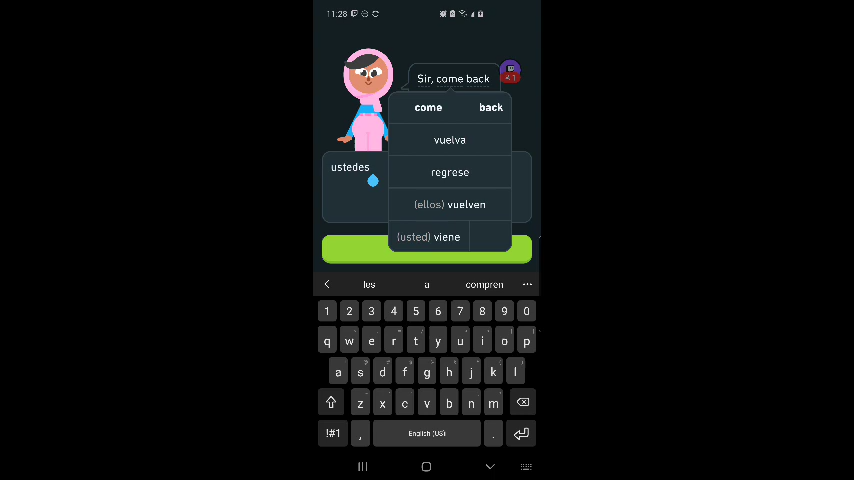 11:28
Sir, come back
come back
vuelva
ustedes
regrese
(ellos) vuelven
(usted) viene
les a compren ...
1 2 3 4 5 6 7 8 9 0
q w e r t y u i o p
a s d f g h j k l
z x c v b n m
!#1 , English (US) .